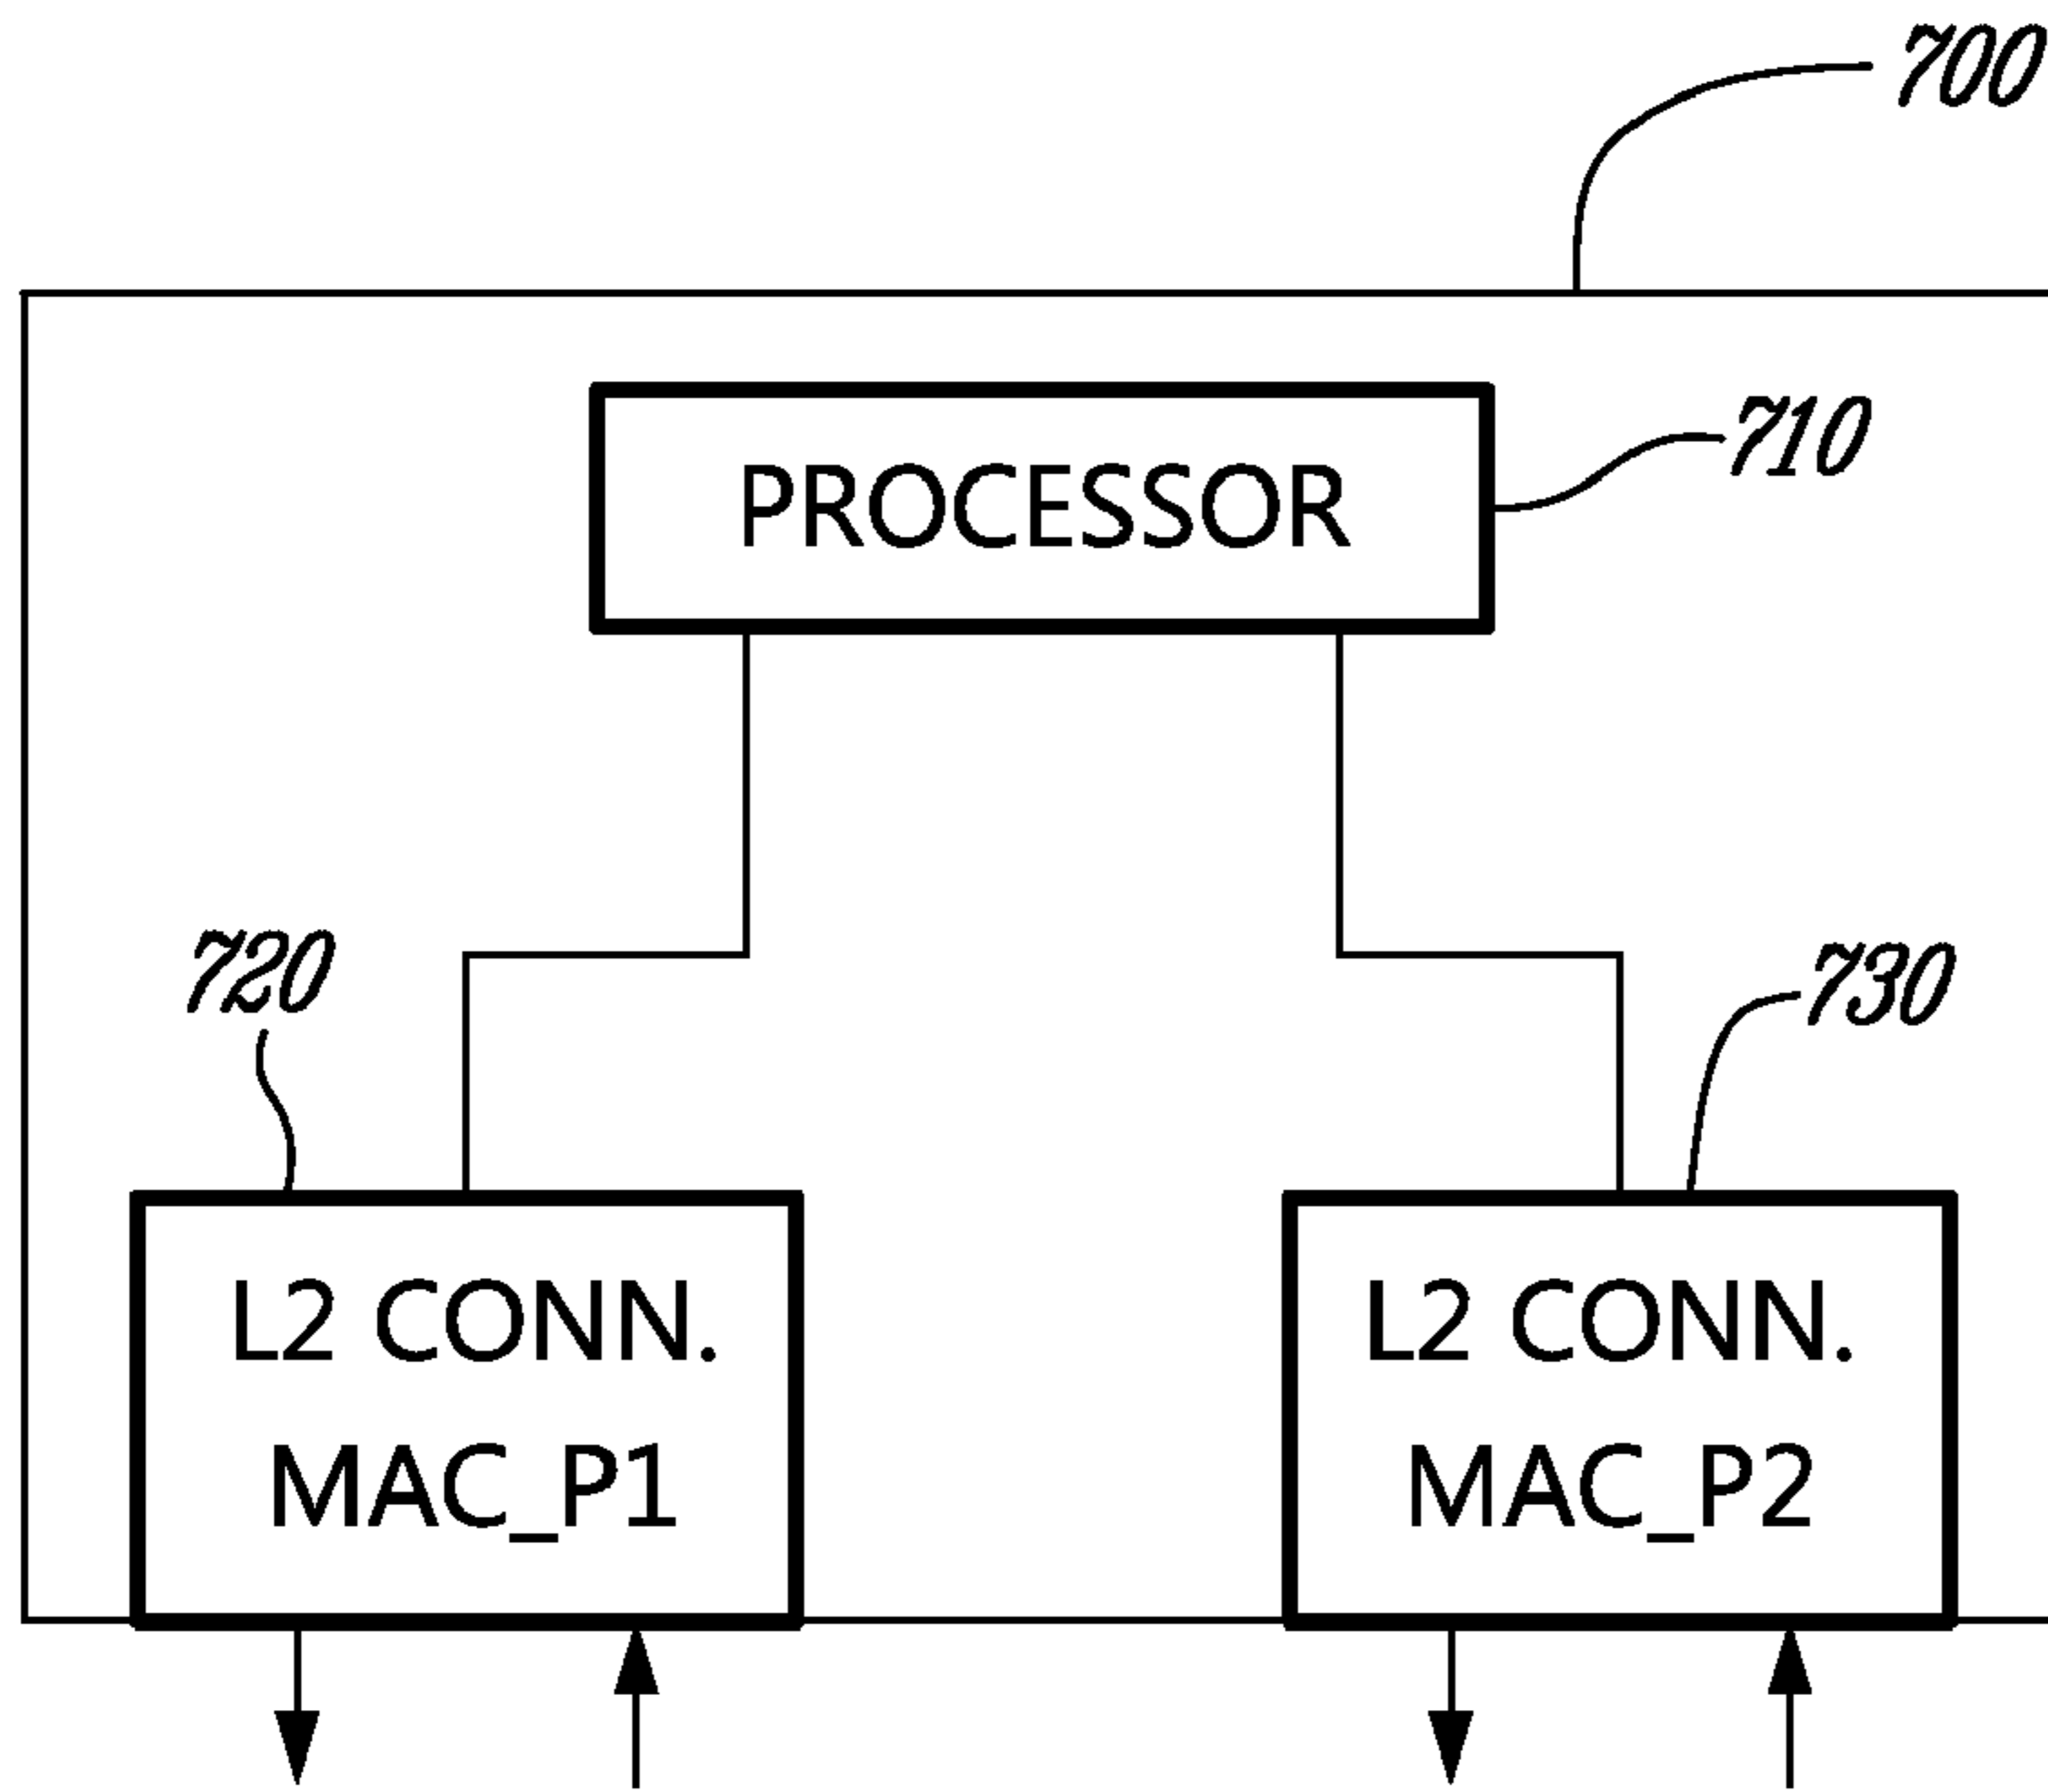 700
PROCESSOR
710
720
730
L2 CONN.
MAC_P1
L2 CONN.
MAC_P2